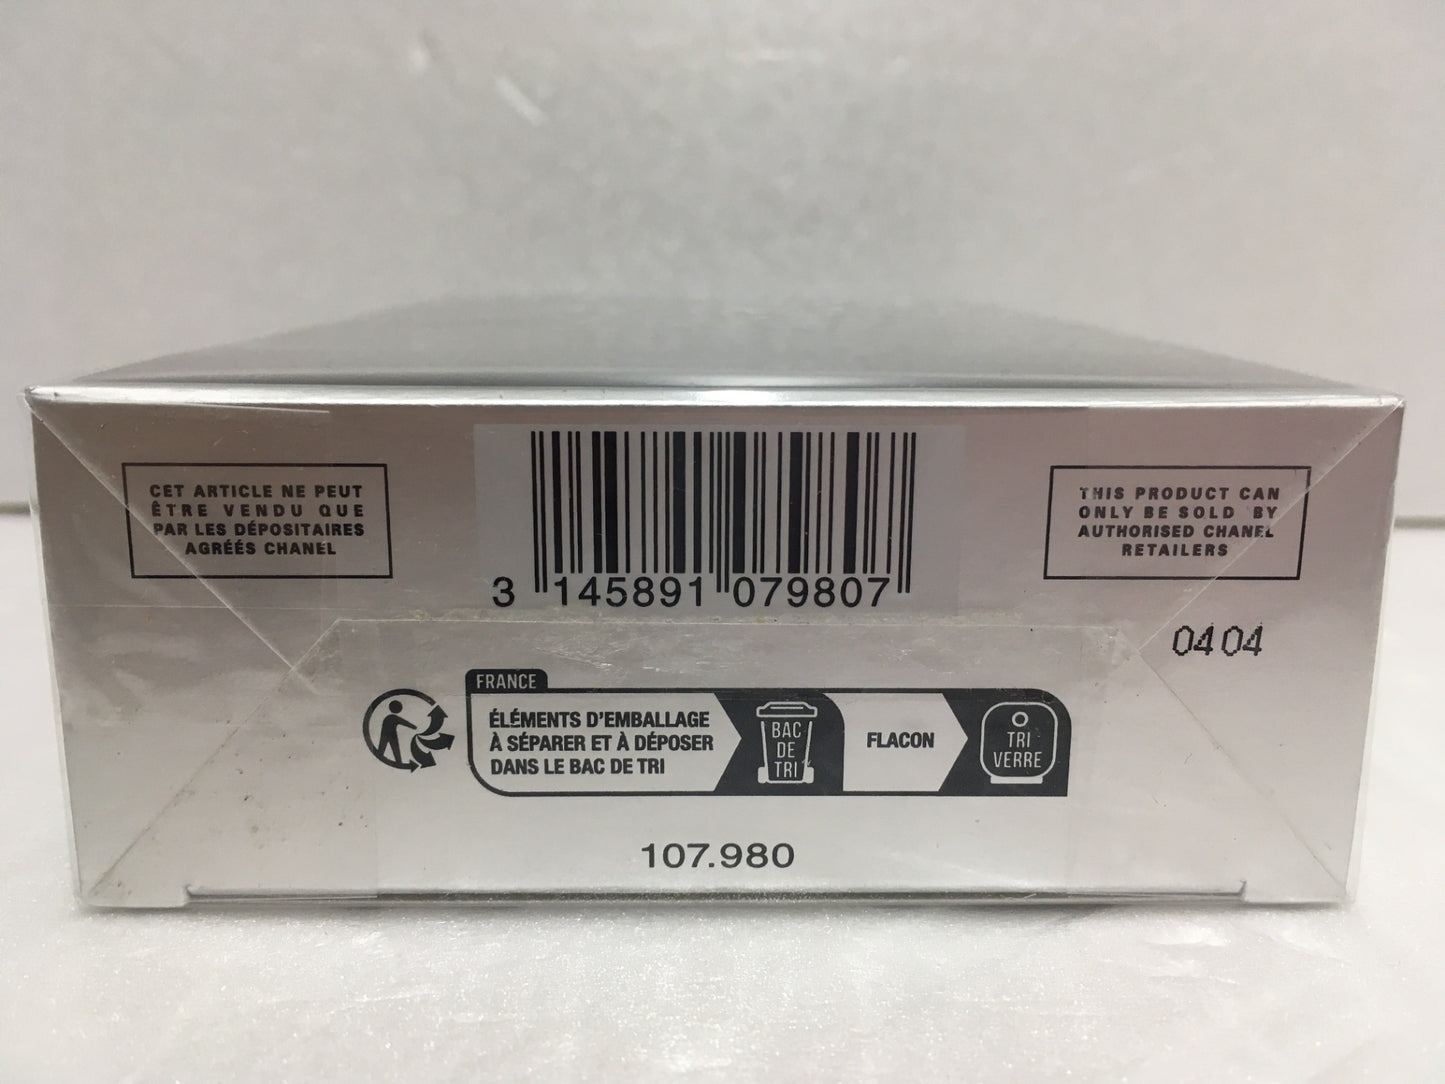 CET ARTICLE NE PEUT
ÊTRE VENDU QUE
PAR LES DÉPOSITAIRES
AGRÉÉS CHANEL
3 145891 079807
THIS PRODUCT CAN
ONLY BE SOLD BY
AUTHORISED CHANEL
RETAILERS
0404
FRANCE
ÉLÉMENTS D'EMBALLAGE
À SÉPARER ET À DÉPOSER
DANS LE BAC DE TRI
BAC
DE
TRI
FLACON
TRI
VERRE
107.980